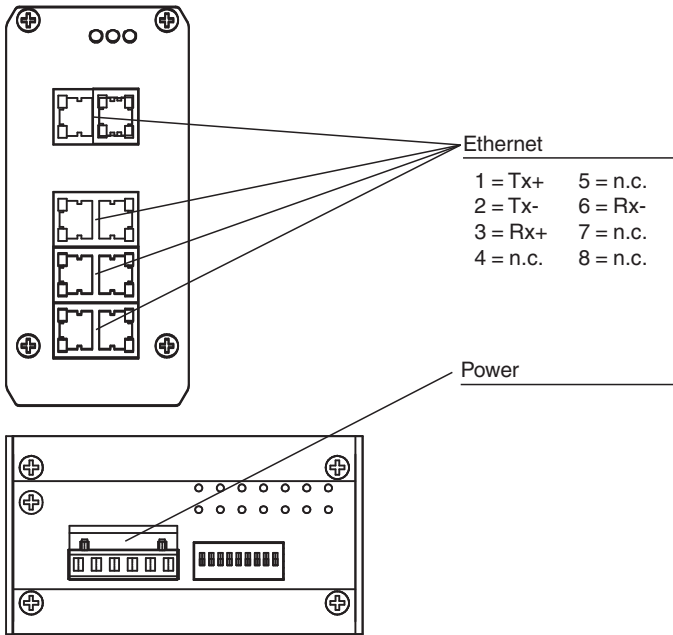 Ethernet
1 = Tx+ 5 = n.c.
2 = Tx- 6 = Rx-
3 = Rx+ 7 = n.c.
4 = n.c. 8 = n.c.
Power